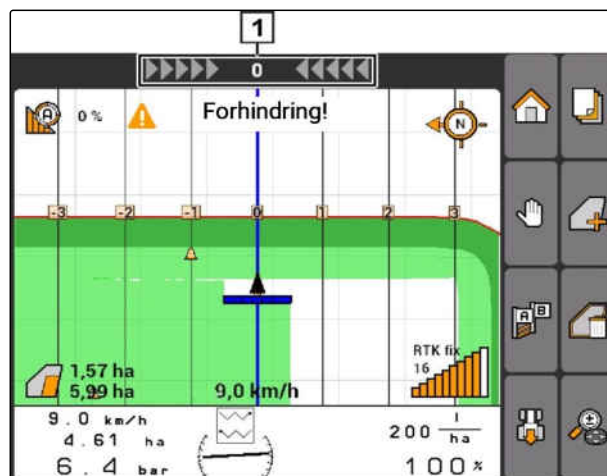 1
0
0 %
Forhindring!
N
A
-3 -2 -1 0 1 2 3
A B
RTK fix
16
1,57 ha
5,99 ha
9,0 km/h
9.0 km/h
4.61 ha
6.4 bar
200 l/ha
100 %